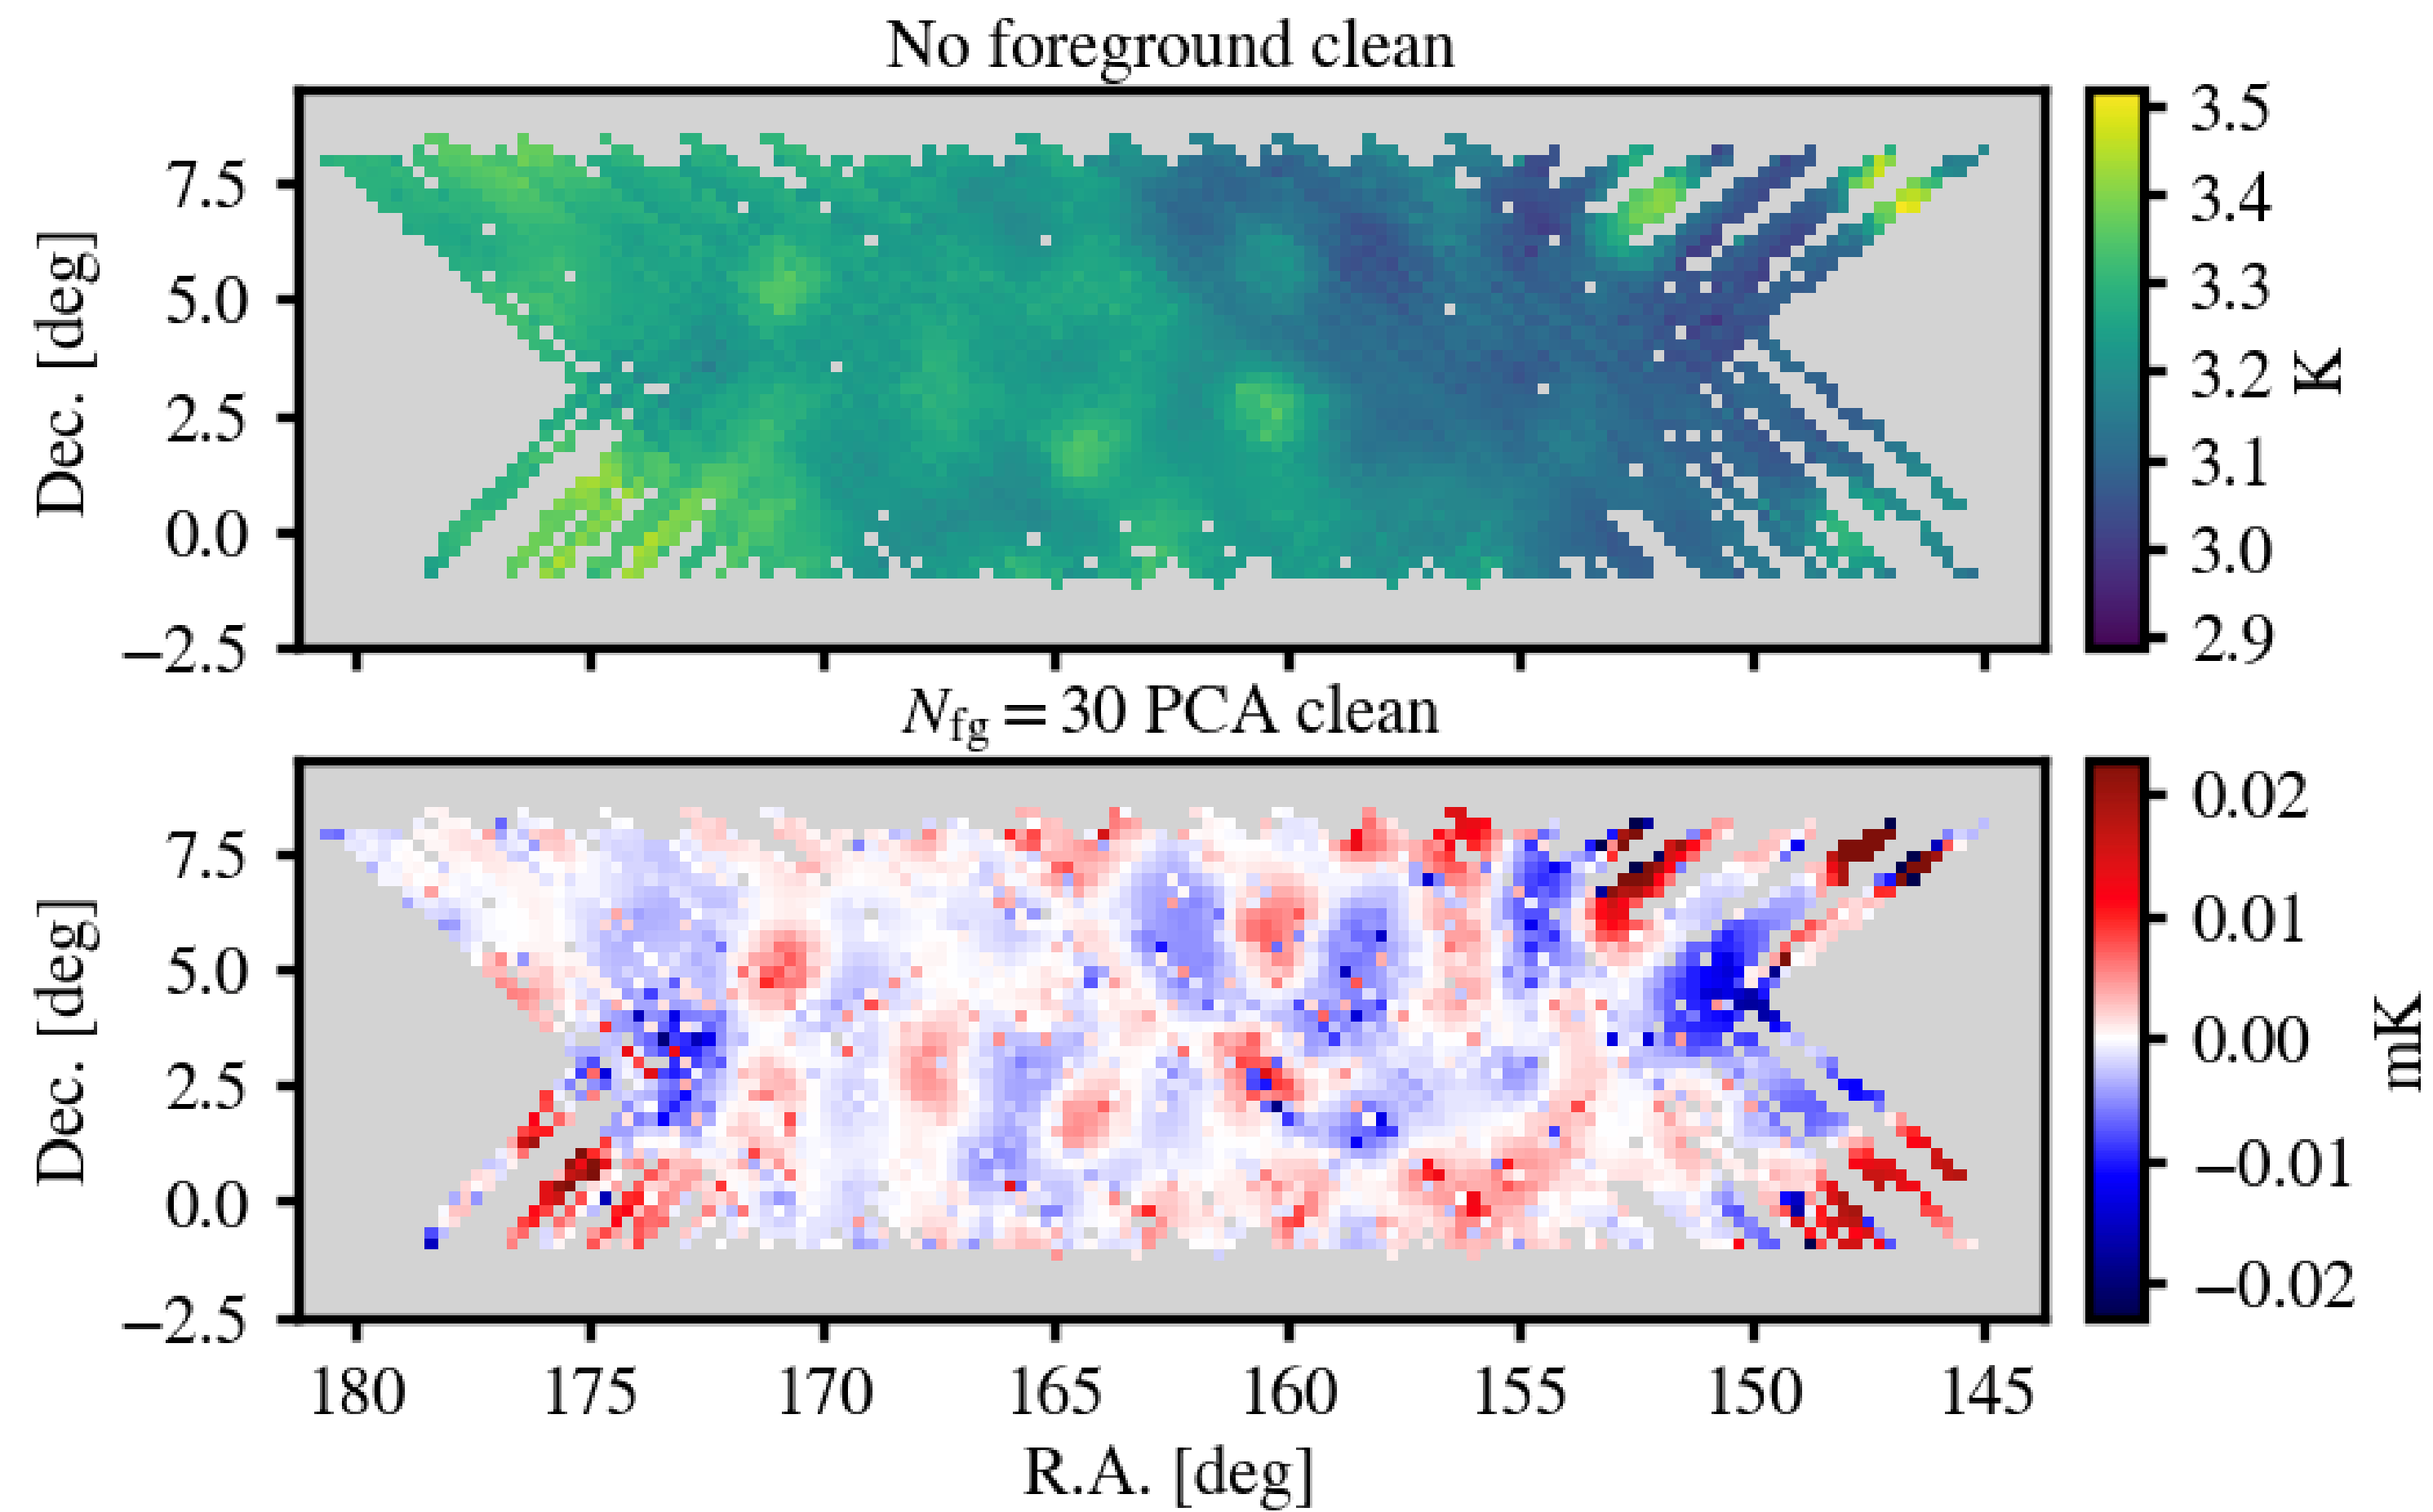 No foreground clean
7.5
5.0
2.5
0.0
−2.5
Dec. [deg]
3.5
3.4
3.3
3.2
3.1
3.0
2.9
K
N_fg = 30 PCA clean
7.5
5.0
2.5
0.0
−2.5
Dec. [deg]
0.02
0.01
0.00
−0.01
−0.02
mK
180 175 170 165 160 155 150 145
R.A. [deg]